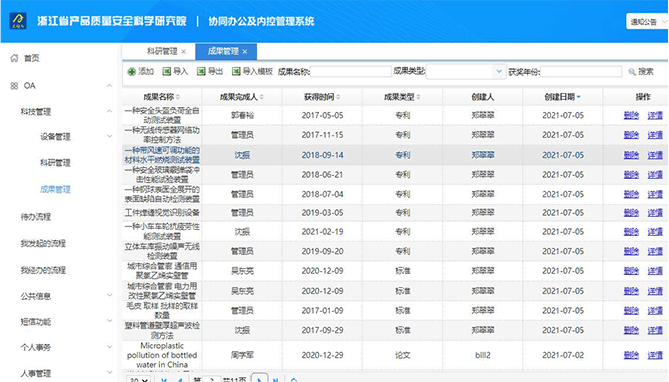 浙江省产品质量安全科学研究院 | 协同办公及内控管理系统
通知公告
首页
OA
科技管理
设备管理
科研管理
成果管理
待办流程
我发起的流程
我经办的流程
公共信息
短信功能
个人事务
人事管理
科研管理 × 成果管理 ×
添加 导入 导出 导入模板 成果名称: 成果类型: 获奖年份: 搜索
成果名称 成果完成人 获得时间 成果类型 创建人 创建日期 操作
一种安全头盔负荷全自
动测试装置 郭春裕 2017-05-05 专利 郑翠翠 2021-07-05 删除 详情
一种无线传感器网络功
率控制方法 管理员 2017-11-15 专利 郑翠翠 2021-07-05 删除 详情
一种带风速可调功能的
材料水平燃烧测试装置 沈振 2018-09-14 专利 郑翠翠 2021-07-05 删除 详情
一种安全玻璃霰弹袋冲
击性能试验装置 管理员 2018-06-21 专利 郑翠翠 2021-07-05 删除 详情
一种织球表面全展开的
表面缺陷自动检测装置 管理员 2018-07-04 专利 郑翠翠 2021-07-05 删除 详情
工件焊缝视觉识别设备 管理员 2019-03-05 专利 郑翠翠 2021-07-05 删除 详情
一种小车车轮抗疲劳性
能测试装置 沈振 2021-02-19 专利 郑翠翠 2021-07-05 删除 详情
立体车库振动噪声无线
检测装置 管理员 2019-09-20 专利 郑翠翠 2021-07-05 删除 详情
城市综合管廊 通信用
聚氯乙烯实壁管 吴东亮 2020-12-09 标准 郑翠翠 2021-07-05 删除 详情
城市综合管廊 电力用
改性聚氯乙烯实壁管 吴东亮 2020-12-09 标准 郑翠翠 2021-07-05 删除 详情
毛皮 取样 批样的取样
数量 管理员 2017-01-09 标准 郑翠翠 2021-07-05 删除 详情
塑料管道壁厚超声波检
测方法 沈振 2017-09-29 标准 郑翠翠 2021-07-05 删除 详情
Microplastic
pollution of bottled
water in China 周宇军 2020-12-29 论文 bill2 2021-07-02 删除 详情
20 第 2 共11页